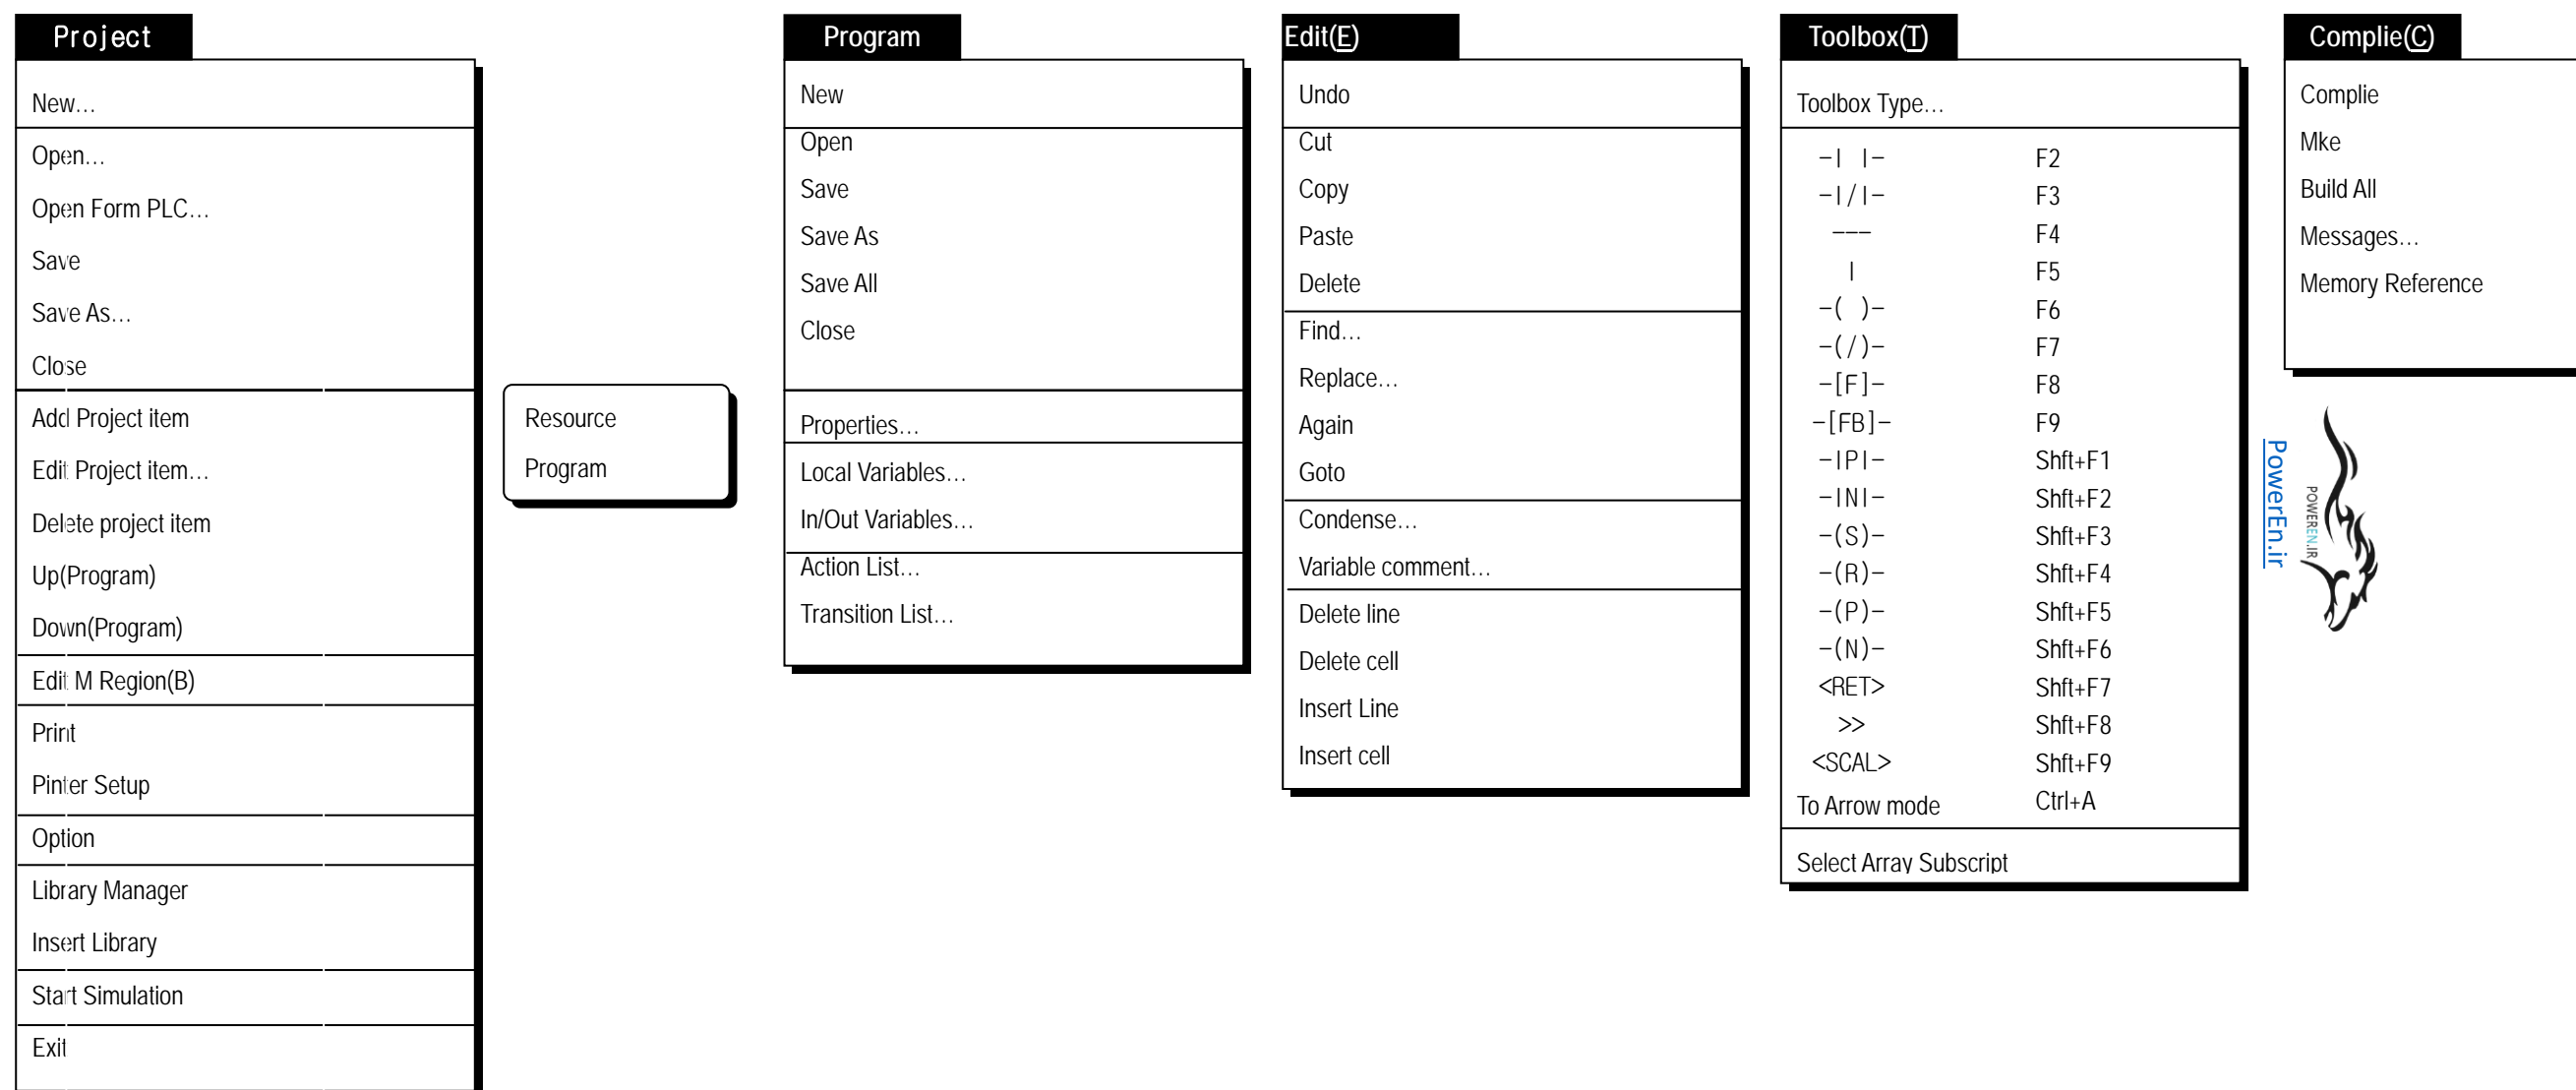 Project
New...
Open...
Open Form PLC...
Save
Save As...
Close
Add Project item
Edit Project item...
Delete project item
Up(Program)
Down(Program)
Edit M Region(B)
Print
Pinter Setup
Option
Library Manager
Insert Library
Start Simulation
Exit
Resource
Program
Program
New
Open
Save
Save As
Save All
Close
Properties...
Local Variables...
In/Out Variables...
Action List...
Transition List...
Edit(E)
Undo
Cut
Copy
Paste
Delete
Find...
Replace...
Again
Goto
Condense...
Variable comment...
Delete line
Delete cell
Insert Line
Insert cell
Toolbox(T)
Toolbox Type...
-| |- F2
-|/|- F3
--- F4
| F5
-( )- F6
-(/)- F7
-[F]- F8
-[FB]- F9
-|P|- Shft+F1
-|N|- Shft+F2
-(S)- Shft+F3
-(R)- Shft+F4
-(P)- Shft+F5
-(N)- Shft+F6
<RET> Shft+F7
>> Shft+F8
<SCAL> Shft+F9
To Arrow mode Ctrl+A
Select Array Subscript
Complie(C)
Complie
Mke
Build All
Messages...
Memory Reference
PowerEn.ir
POWEREN.IR